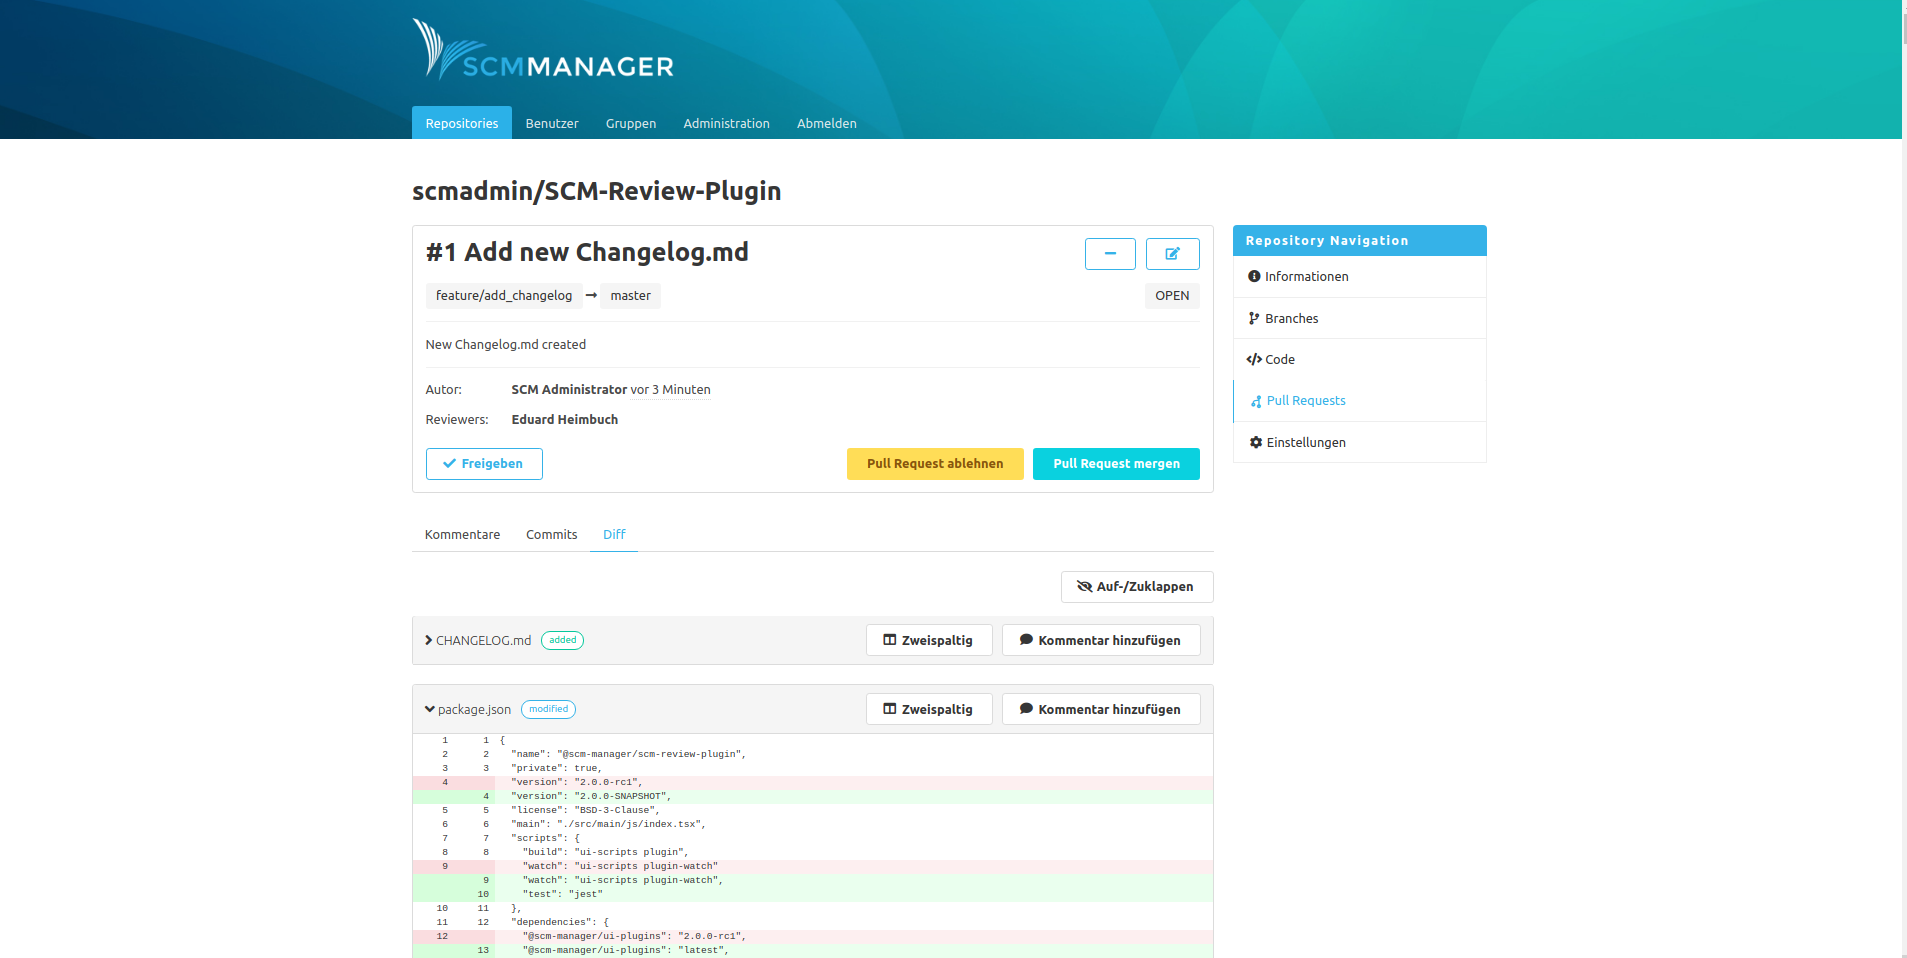 SCMMANAGER
Repositories Benutzer Gruppen Administration Abmelden
scmadmin/SCM-Review-Plugin
#1 Add new Changelog.md
feature/add_changelog → master OPEN
New Changelog.md created
Autor: SCM Administrator vor 3 Minuten
Reviewers: Eduard Heimbuch
Freigeben Pull Request ablehnen Pull Request mergen
Repository Navigation
Informationen
Branches
Code
Pull Requests
Einstellungen
Kommentare Commits Diff
Auf-/Zuklappen
CHANGELOG.md added Zweispaltig Kommentar hinzufügen
package.json modified Zweispaltig Kommentar hinzufügen
1 1 {
2 2 "name": "@scm-manager/scm-review-plugin",
3 3 "private": true,
4 "version": "2.0.0-rc1",
4 "version": "2.0.0-SNAPSHOT",
5 5 "license": "BSD-3-Clause",
6 6 "main": "./src/main/js/index.tsx",
7 7 "scripts": {
8 8 "build": "ui-scripts plugin",
9 "watch": "ui-scripts plugin-watch"
9 "watch": "ui-scripts plugin-watch",
10 "test": "jest"
10 11 },
11 12 "dependencies": {
12 "@scm-manager/ui-plugins": "2.0.0-rc1",
13 "@scm-manager/ui-plugins": "latest",